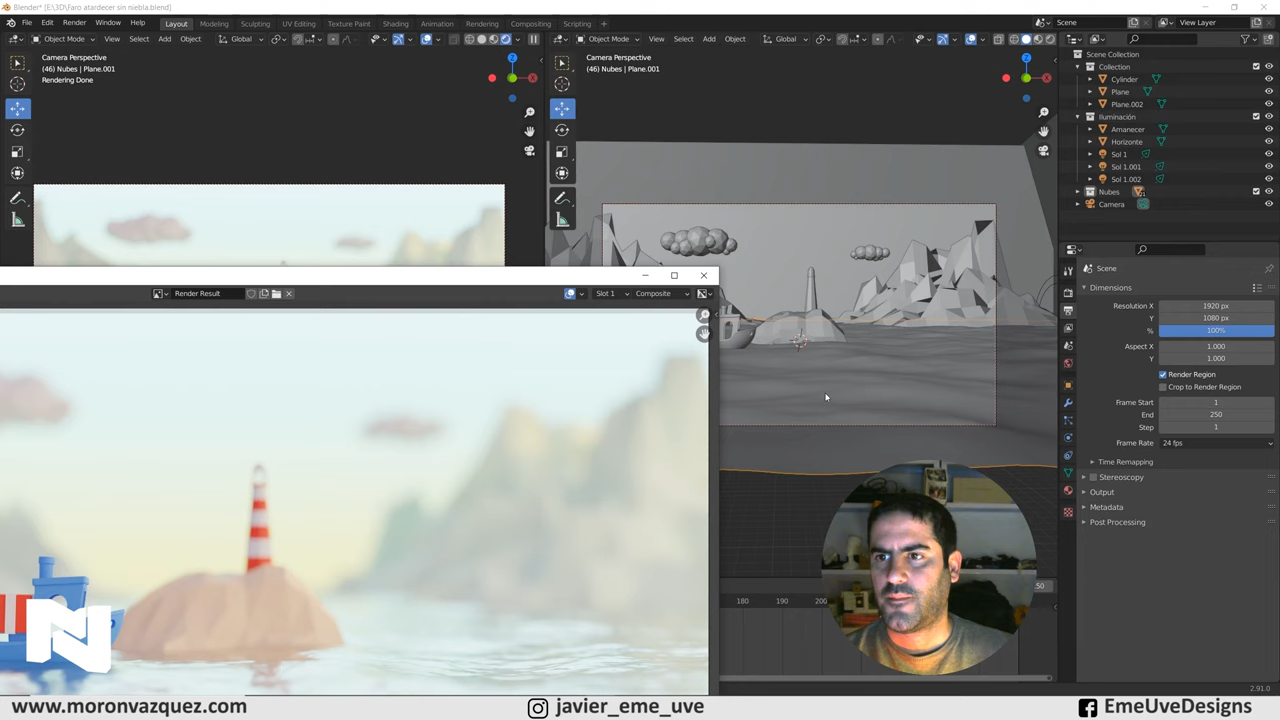 Blender* [E:\3D\Faro atardecer sin niebla.blend]
File Edit Render Window Help Layout Modeling Sculpting UV Editing Texture Paint Shading Animation Rendering Compositing Scripting + Scene View Layer
Object Mode View Select Add Object Global
Object Mode View Select Add Object Global
Camera Perspective
(46) Nubes | Plane.001
Rendering Done
Camera Perspective
(46) Nubes | Plane.001
Scene Collection
Collection
Cylinder
Plane
Plane.002
Iluminación
Amanecer
Horizonte
Sol 1
Sol 1.001
Sol 1.002
Nubes
Camera
Scene
Dimensions
Resolution X 1920 px
Y 1080 px
% 100%
Aspect X 1.000
Y 1.000
Render Region
Crop to Render Region
Frame Start 1
End 250
Step 1
Frame Rate 24 fps
Time Remapping
Stereoscopy
Output
Metadata
Post Processing
Render Result Slot 1 Composite
180 190 200
2.91.0
www.moronvazquez.com javier_eme_uve EmeUveDesigns